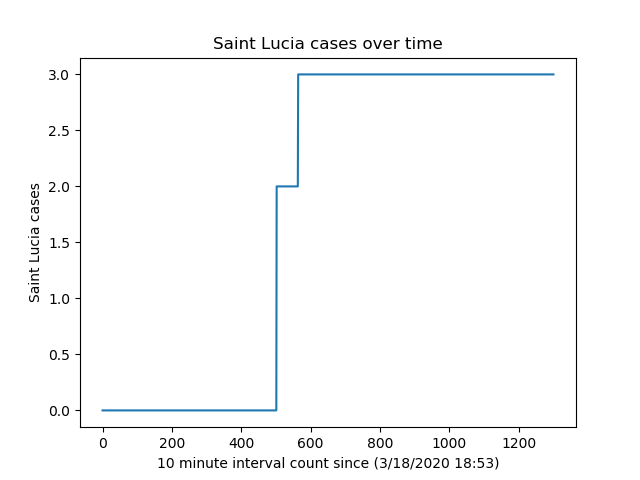 Saint Lucia cases over time
3.0
2.5
2.0
1.5
1.0
0.5
0.0
Saint Lucia cases
0 200 400 600 800 1000 1200
10 minute interval count since (3/18/2020 18:53)